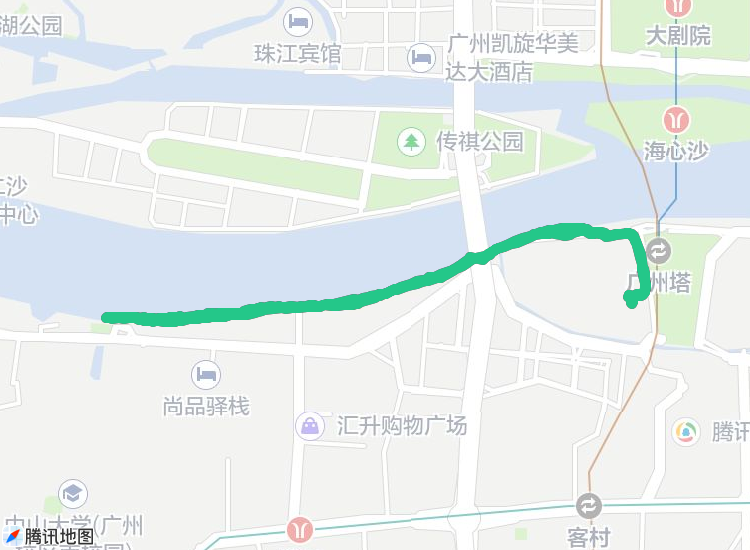 湖公园
珠江宾馆
广州凯旋华美
达大酒店
大剧院
传祺公园
海心沙
中心
广州塔
尚品驿栈
汇升购物广场
腾讯
中山大学(广州
客村
腾讯地图